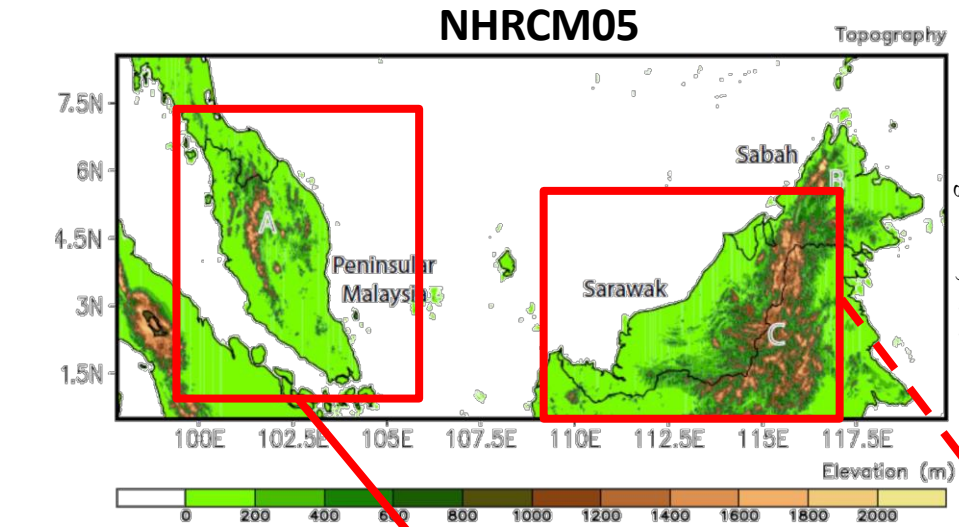 NHRCM05
Topography
7.5N
6N
4.5N
3N
1.5N
Sabah
B
A
Peninsular
Malaysia
Sarawak
C
100E 102.5E 105E 107.5E 110E 112.5E 115E 117.5E
Elevation (m)
0 200 400 600 800 1000 1200 1400 1600 1800 2000